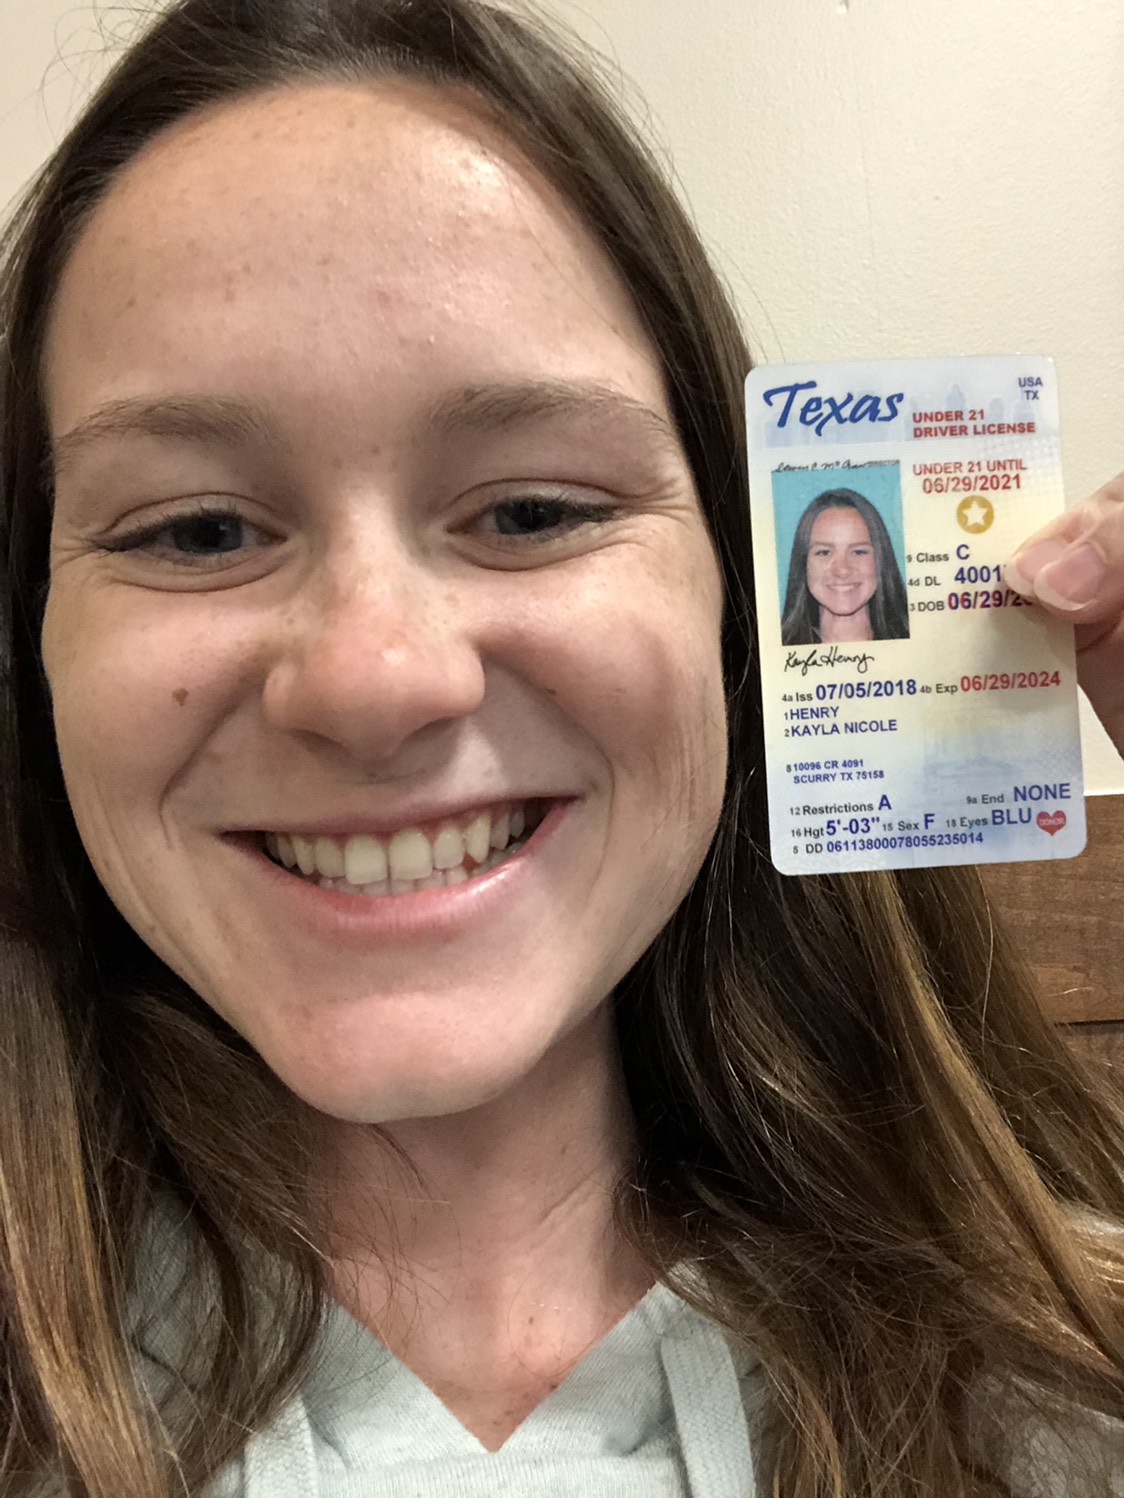 Texas
USA
TX
UNDER 21
DRIVER LICENSE
UNDER 21 UNTIL
06/29/2021
9 Class C
4d DL 4001
3 DOB 06/29/2
Kayla Henry
4a Iss 07/05/2018 4b Exp 06/29/2024
1 HENRY
2 KAYLA NICOLE
8 10096 CR 4091
SCURRY TX 75158
12 Restrictions A 9a End NONE
16 Hgt 5'-03" 15 Sex F 18 Eyes BLU DONOR
5 DD 06113800078055235014